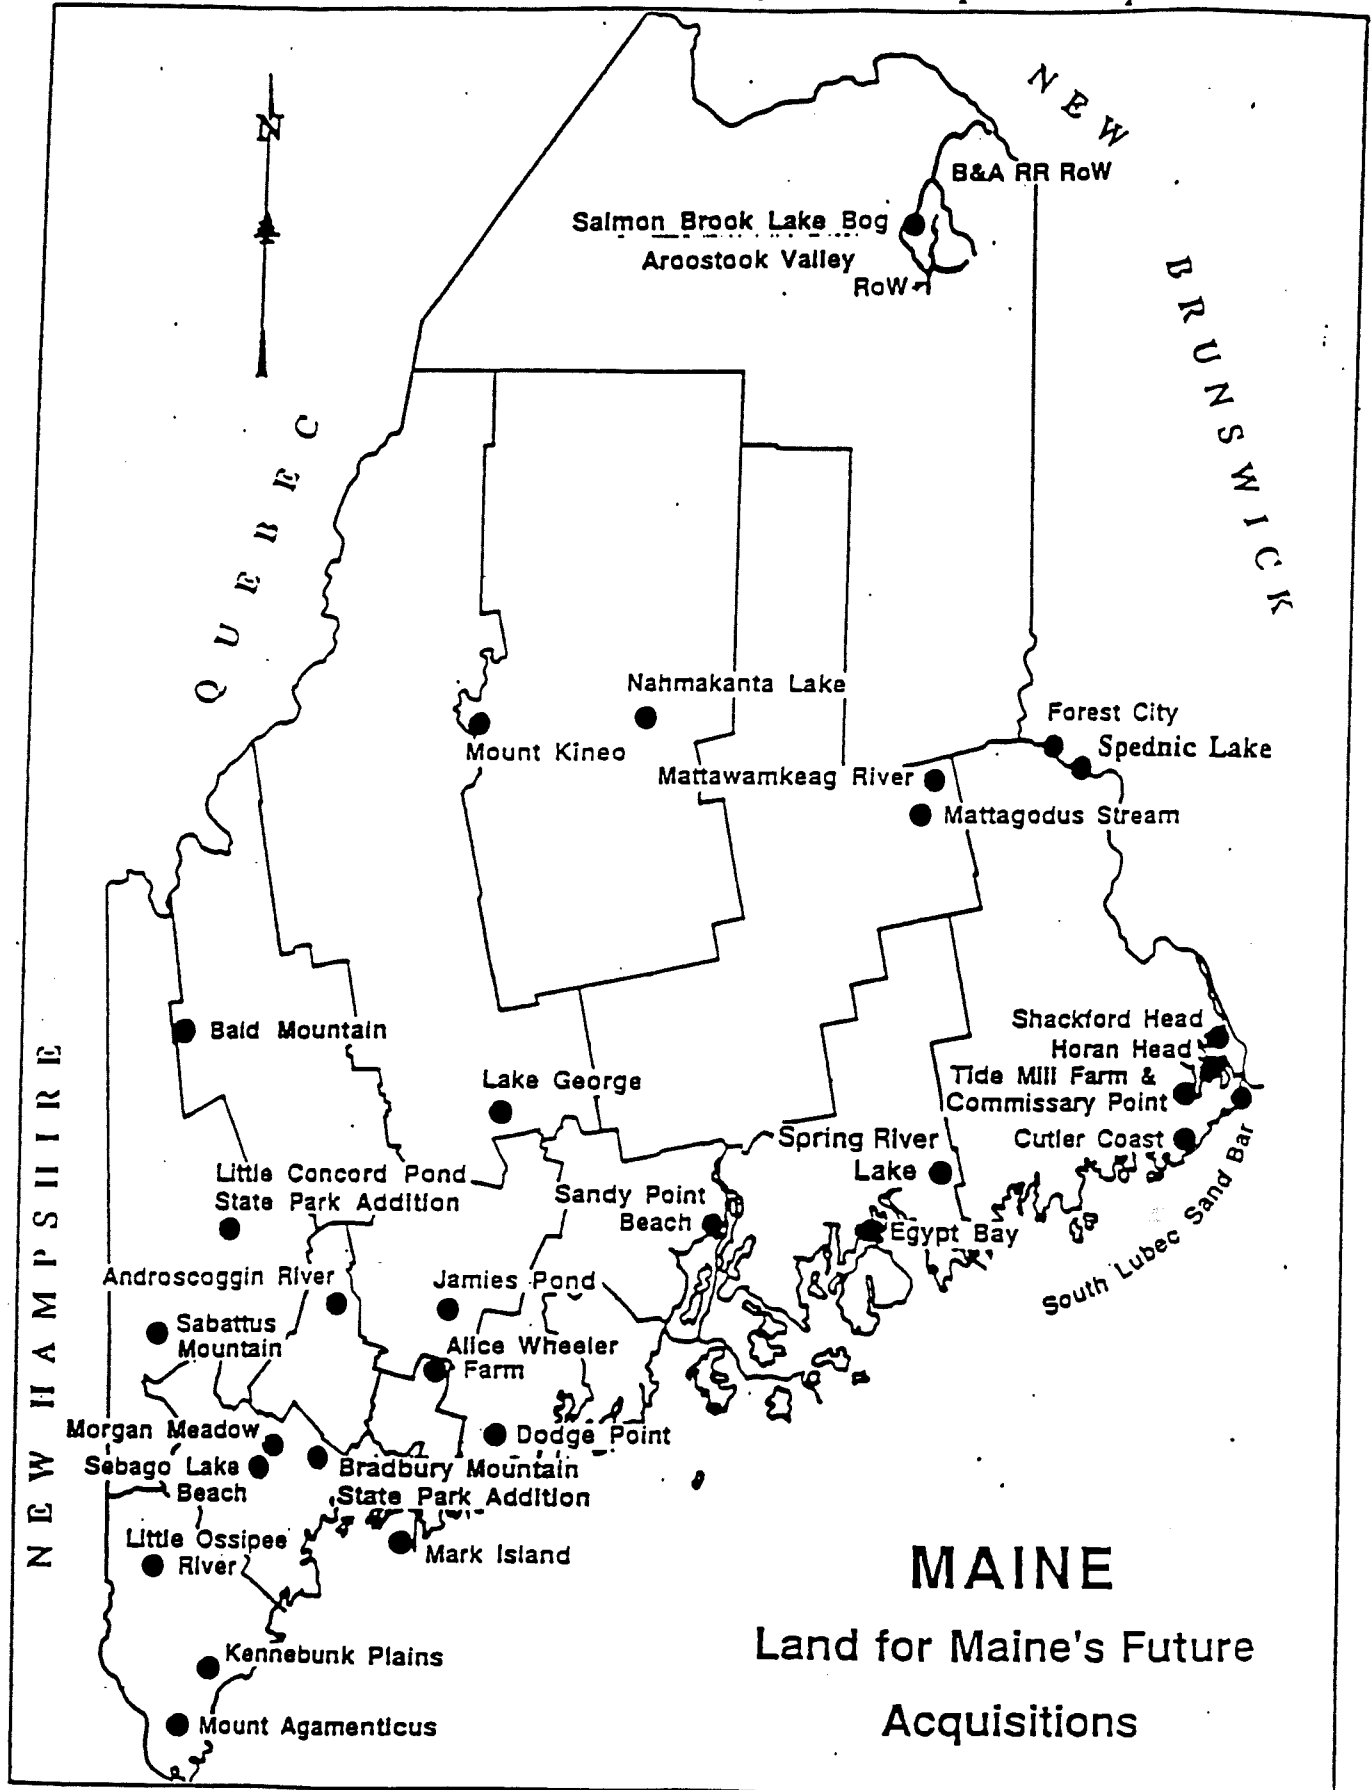 N
NEW
BRUNSWICK
B&A RR RoW
Salmon Brook Lake Bog
Aroostook Valley
RoW
QUEBEC
Nahmakanta Lake
Mount Kineo
Forest City
Spednic Lake
Mattawamkeag River
Mattagodus Stream
Bald Mountain
Shackford Head
Horan Head
Tide Mill Farm &
Commissary Point
Lake George
Cutler Coast
Spring River
Lake
Little Concord Pond
State Park Addition
Sandy Point
Beach
Egypt Bay
South Lubec Sand Bar
NEW HAMPSHIRE
Androscoggin River
Jamies Pond
Sabattus
Mountain
Alice Wheeler
Farm
Morgan Meadow
Dodge Point
Sebago Lake
Beach
Bradbury Mountain
State Park Addition
Little Ossipee
River
Mark Island
Kennebunk Plains
Mount Agamenticus
MAINE
Land for Maine's Future
Acquisitions